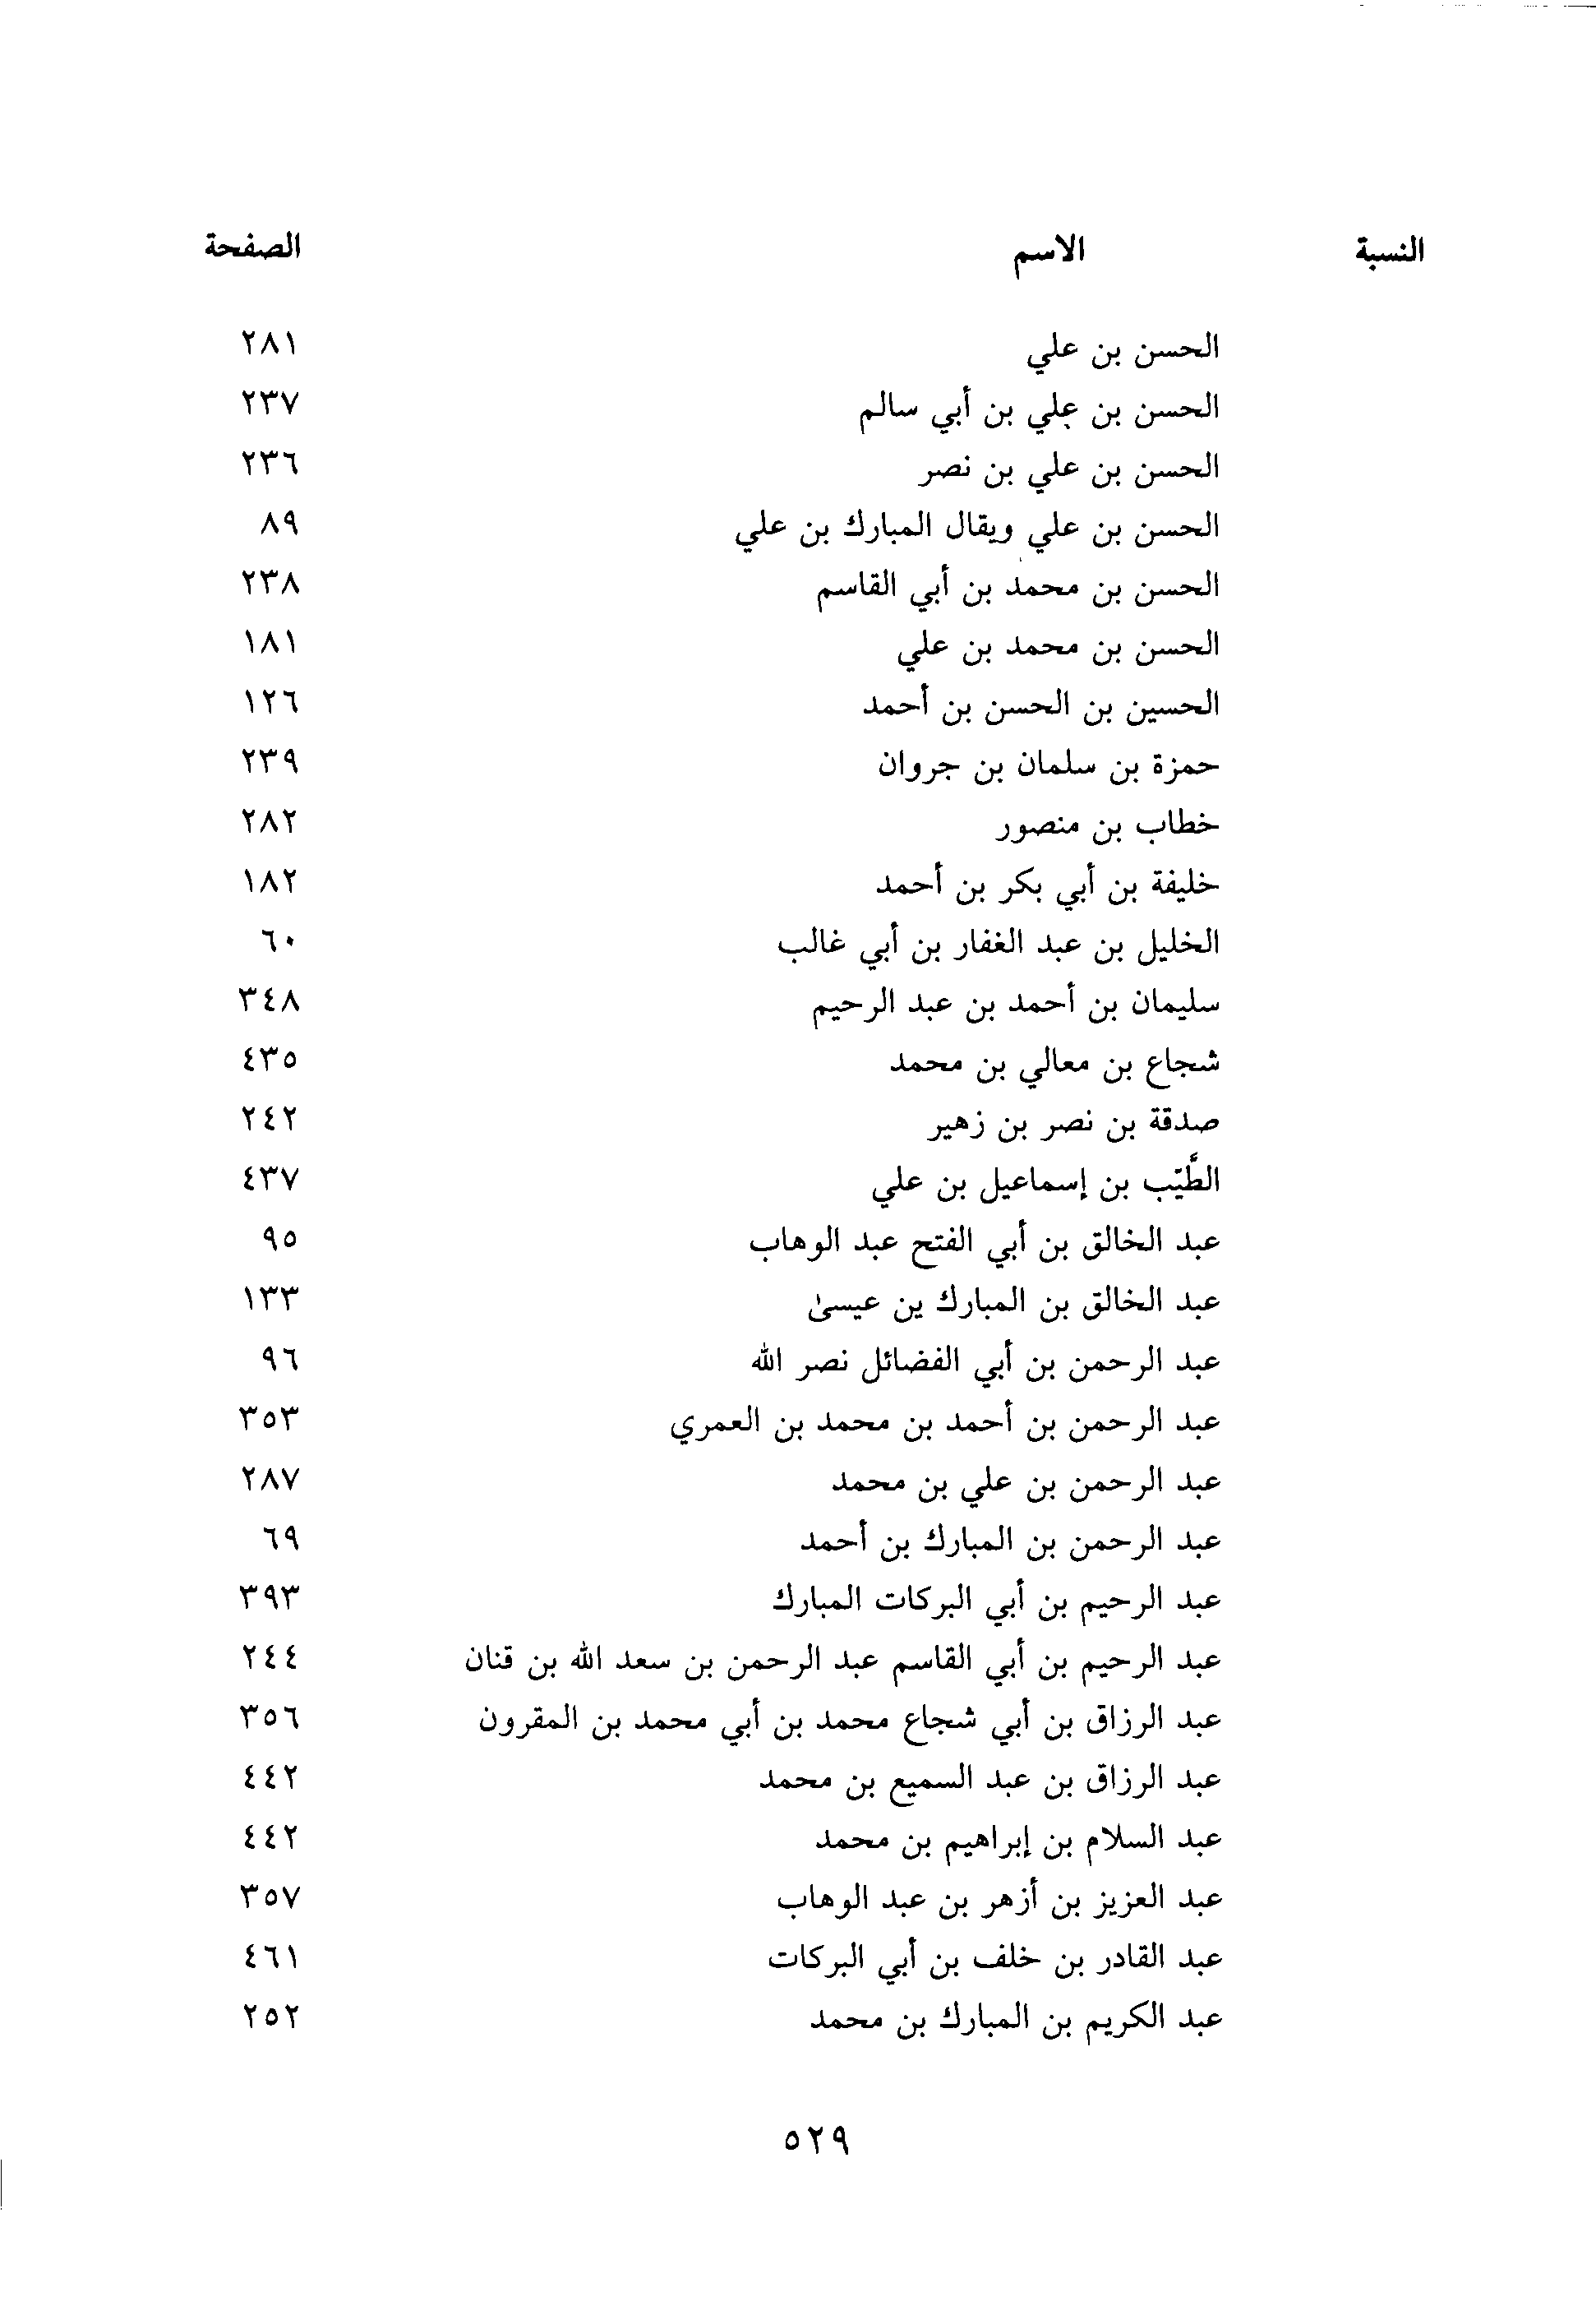 النسبة الاسم الصفحة
الحسن بن علي ٢٨١
الحسن بن علي بن أبي سالم ٢٣٧
الحسن بن علي بن نصر ٢٣٦
الحسن بن علي ويقال المبارك بن علي ٨٩
الحسن بن محمد بن أبي القاسم ٢٣٨
الحسن بن محمد بن علي ١٨١
الحسين بن الحسن بن أحمد ١٢٦
حمزة بن سلمان بن جروان ٢٣٩
خطاب بن منصور ٢٨٢
خليفة بن أبي بكر بن أحمد ١٨٢
الخليل بن عبد الغفار بن أبي غالب ٦٠
سليمان بن أحمد بن عبد الرحيم ٣٤٨
شجاع بن معالي بن محمد ٤٣٥
صدقة بن نصر بن زهير ٢٤٢
الطَّيّب بن إسماعيل بن علي ٤٣٧
عبد الخالق بن أبي الفتح عبد الوهاب ٩٥
عبد الخالق بن المبارك ين عيسىٰ ١٣٣
عبد الرحمن بن أبي الفضائل نصر الله ٩٦
عبد الرحمن بن أحمد بن محمد بن العمري ٣٥٣
عبد الرحمن بن علي بن محمد ٢٨٧
عبد الرحمن بن المبارك بن أحمد ٦٩
عبد الرحيم بن أبي البركات المبارك ٣٩٣
عبد الرحيم بن أبي القاسم عبد الرحمن بن سعد الله بن قنان ٢٤٤
عبد الرزاق بن أبي شجاع محمد بن أبي محمد بن المقرون ٣٥٦
عبد الرزاق بن عبد السميع بن محمد ٤٤٢
عبد السلام بن إبراهيم بن محمد ٤٤٢
عبد العزيز بن أزهر بن عبد الوهاب ٣٥٧
عبد القادر بن خلف بن أبي البركات ٤٦١
عبد الكريم بن المبارك بن محمد ٢٥٢
٥٢٩